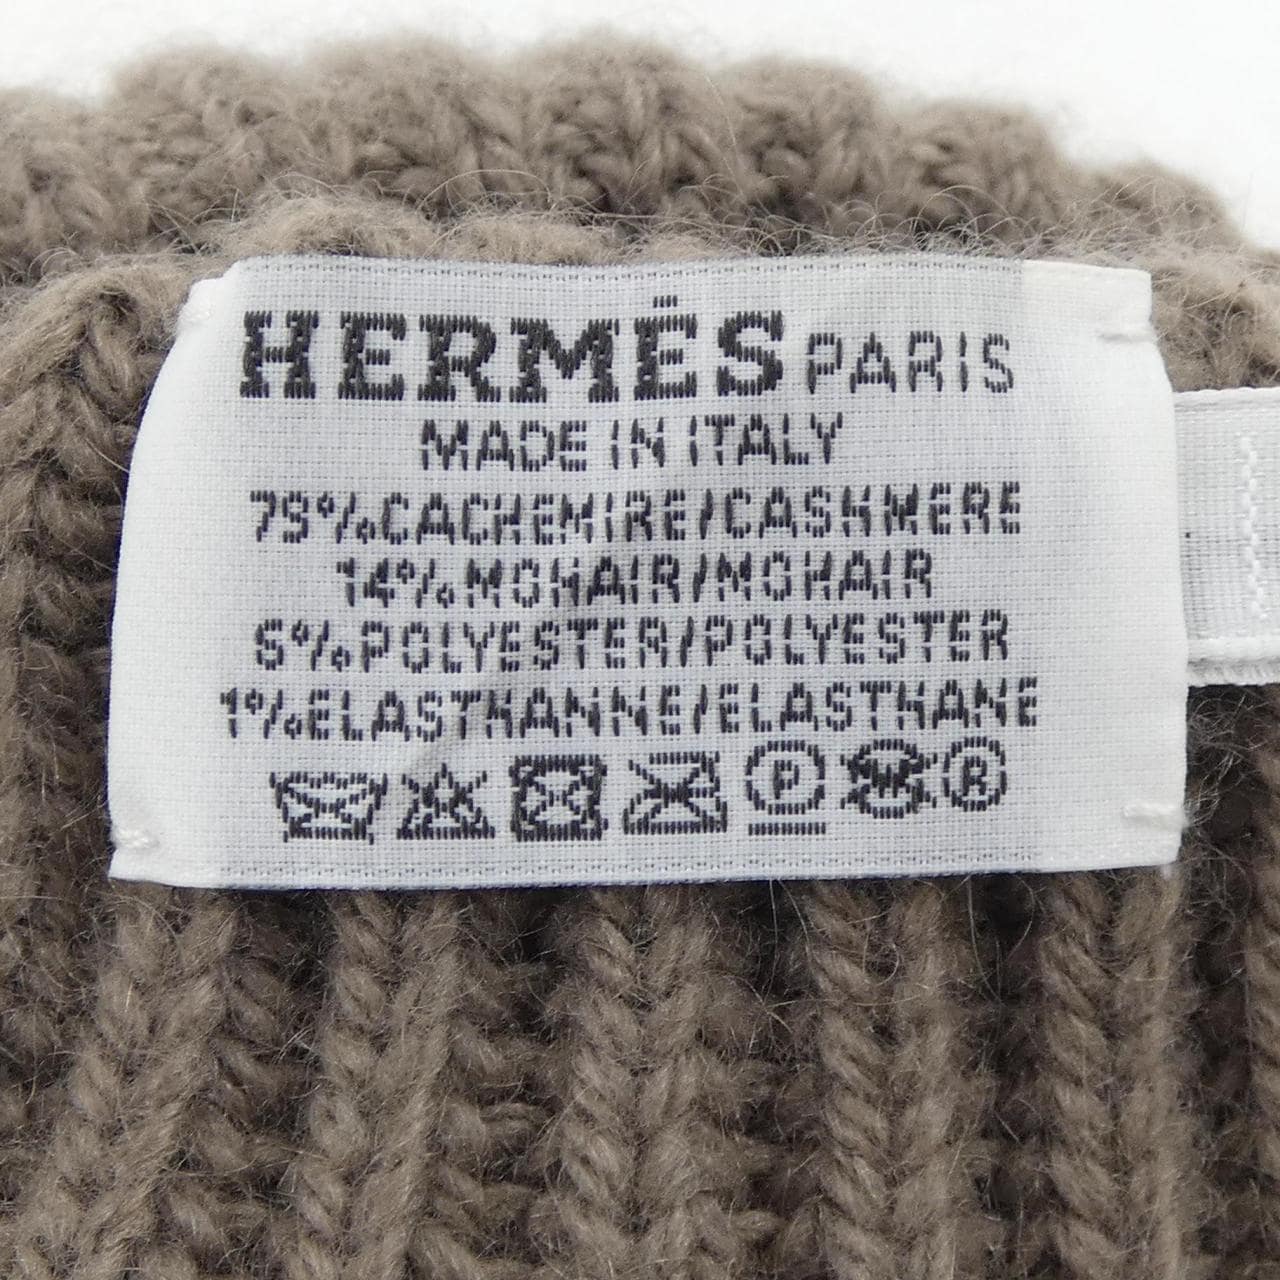 HERMÈS PARIS
MADE IN ITALY
79%CACHEMIRE/CASHMERE
14%MOHAIR/MOHAIR
6%POLYESTER/POLYESTER
1%ELASTHANNE/ELASTHANE
P W R